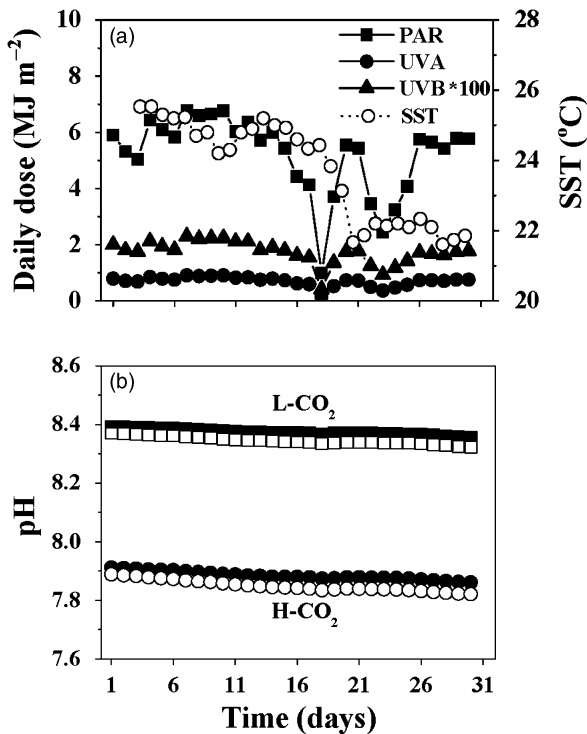 (a)
PAR
UVA
UVB*100
SST
Daily dose (MJ m−2)
10
8
6
4
2
0
SST (°C)
28
26
24
22
20
(b)
L-CO2
H-CO2
pH
8.6
8.4
8.2
8.0
7.8
7.6
1 6 11 16 21 26 31
Time (days)